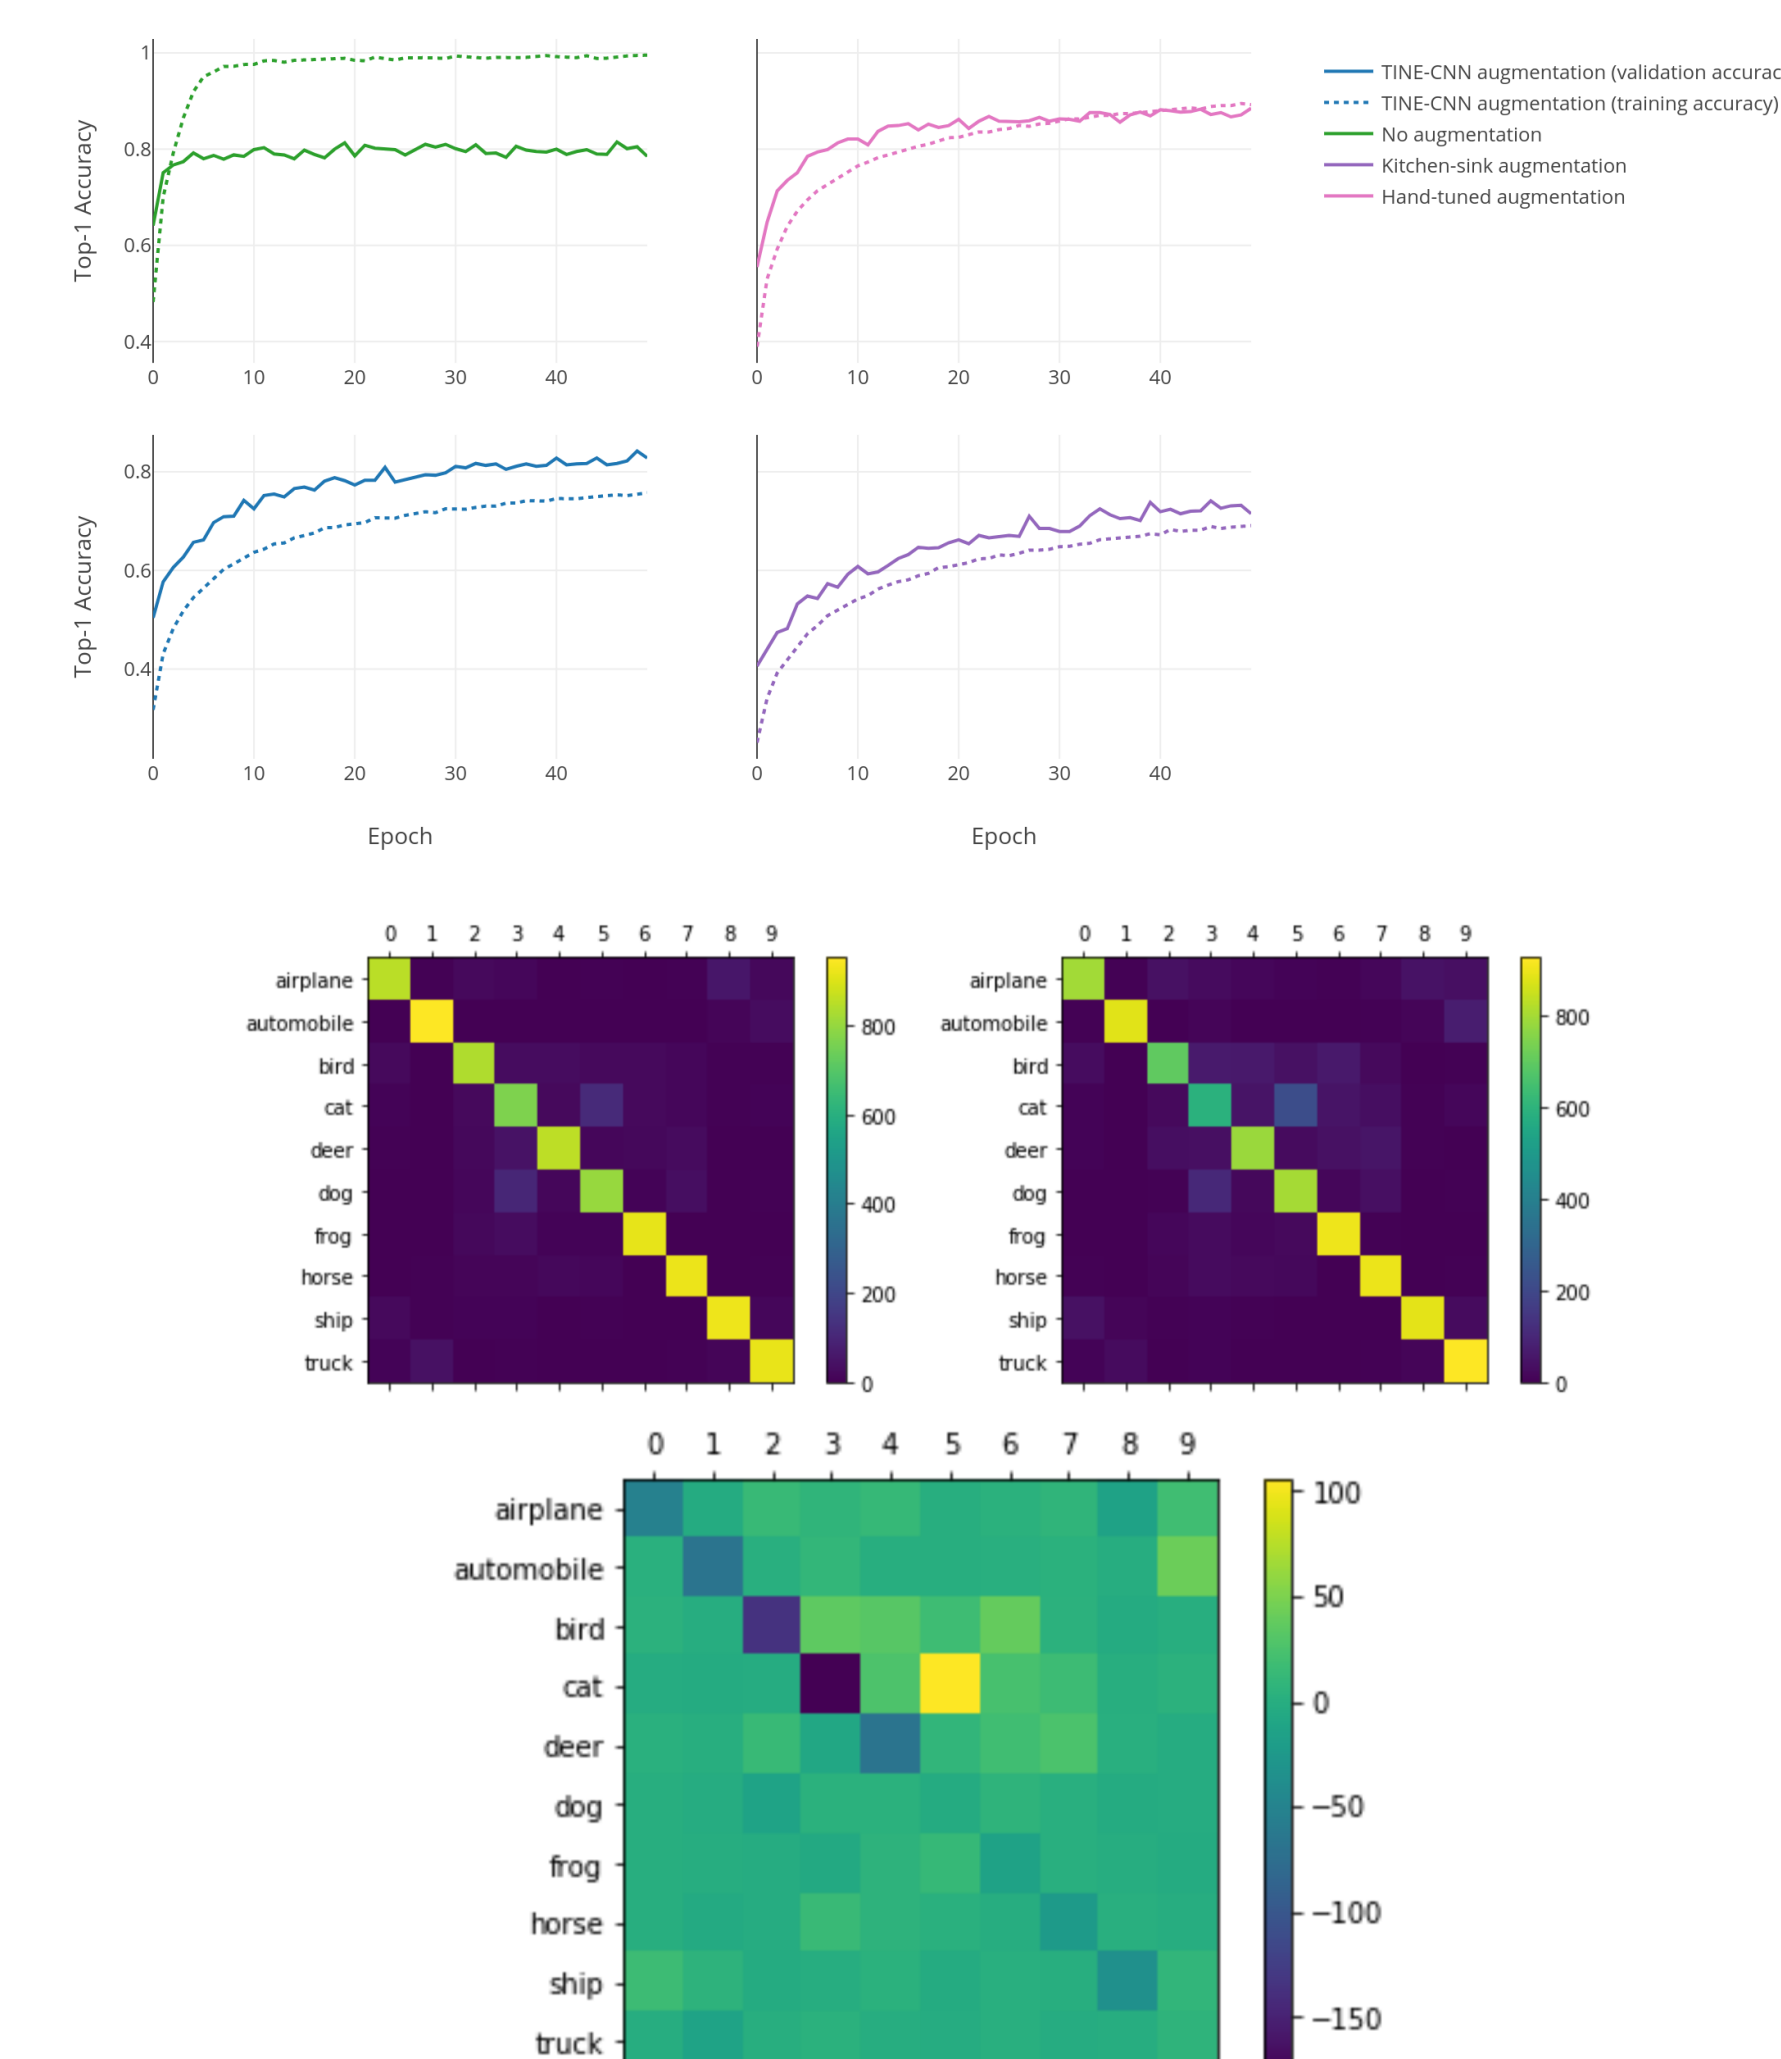 1
0.8
0.6
0.4
Top-1 Accuracy
0 10 20 30 40
0 10 20 30 40
TINE-CNN augmentation (validation accurac
TINE-CNN augmentation (training accuracy)
No augmentation
Kitchen-sink augmentation
Hand-tuned augmentation
0.8
0.6
0.4
Top-1 Accuracy
0 10 20 30 40
0 10 20 30 40
Epoch
Epoch
0 1 2 3 4 5 6 7 8 9
airplane
automobile
bird
cat
deer
dog
frog
horse
ship
truck
800
600
400
200
0
0 1 2 3 4 5 6 7 8 9
airplane
automobile
bird
cat
deer
dog
frog
horse
ship
truck
800
600
400
200
0
0 1 2 3 4 5 6 7 8 9
airplane
automobile
bird
cat
deer
dog
frog
horse
ship
truck
100
50
0
−50
−100
−150